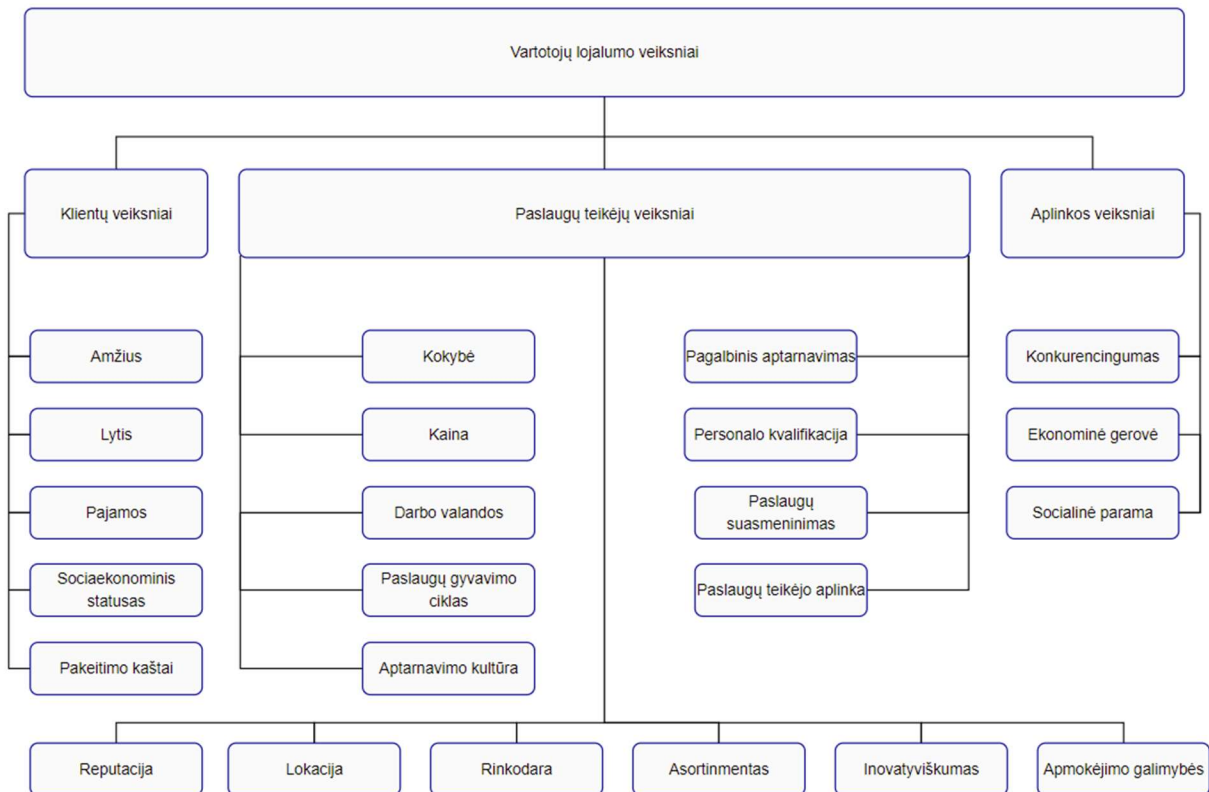 Vartotojų lojalumo veiksniai
Klientų veiksniai
Paslaugų teikėjų veiksniai
Aplinkos veiksniai
Amžius
Kokybė
Pagalbinis aptarnavimas
Konkurencingumas
Lytis
Kaina
Personalo kvalifikacija
Ekonominė gerovė
Pajamos
Darbo valandos
Paslaugų
suasmeninimas
Socialinė parama
Sociaekonominis
statusas
Paslaugų gyvavimo
ciklas
Paslaugų teikėjo aplinka
Pakeitimo kaštai
Aptarnavimo kultūra
Reputacija
Lokacija
Rinkodara
Asortinmentas
Inovatyviškumas
Apmokėjimo galimybės